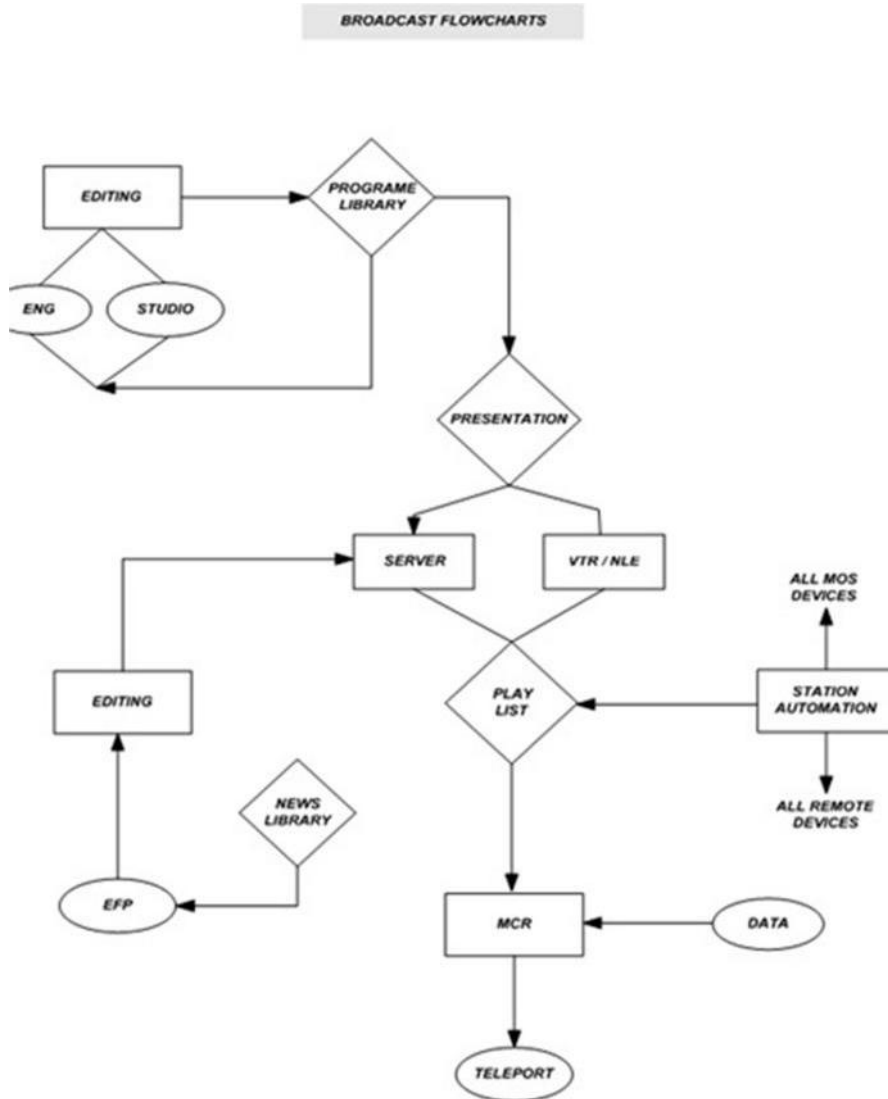 BROADCAST FLOWCHARTS
EDITING
PROGRAME
LIBRARY
ENG
STUDIO
PRESENTATION
SERVER
VTR / NLE
ALL MOS
DEVICES
EDITING
PLAY
LIST
STATION
AUTOMATION
NEWS
LIBRARY
ALL REMOTE
DEVICES
EFP
MCR
DATA
TELEPORT